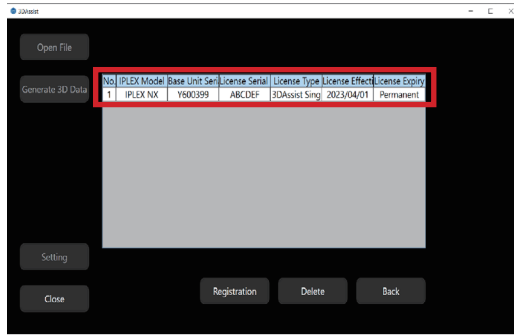 3DAssist
Open File
Generate 3D Data
No. IPLEX Model Base Unit Seri License Serial License Type License Effecti License Expiry
1 IPLEX NX Y600399 ABCDEF 3DAssist Sing 2023/04/01 Permanent
Setting
Close
Registration Delete Back